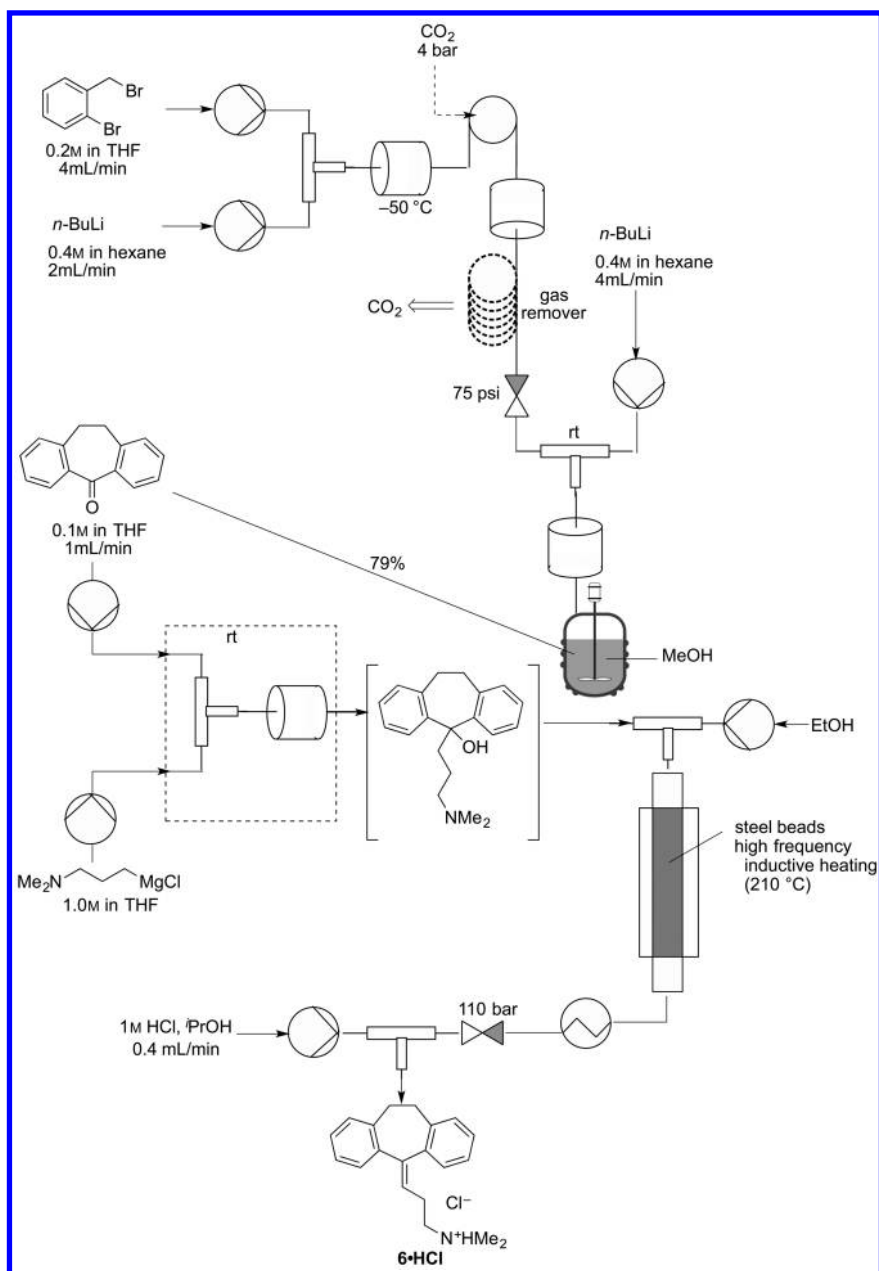 CO2
4 bar
Br
Br
0.2M in THF
4mL/min
–50 °C
n-BuLi
0.4M in hexane
2mL/min
n-BuLi
0.4M in hexane
4mL/min
CO2
gas
remover
75 psi
rt
O
0.1M in THF
1mL/min
79%
rt
MeOH
OH
NMe2
EtOH
Me2N
MgCl
1.0M in THF
steel beads
high frequency
inductive heating
(210 °C)
110 bar
1M HCl, iPrOH
0.4 mL/min
Cl–
N+HMe2
6•HCl